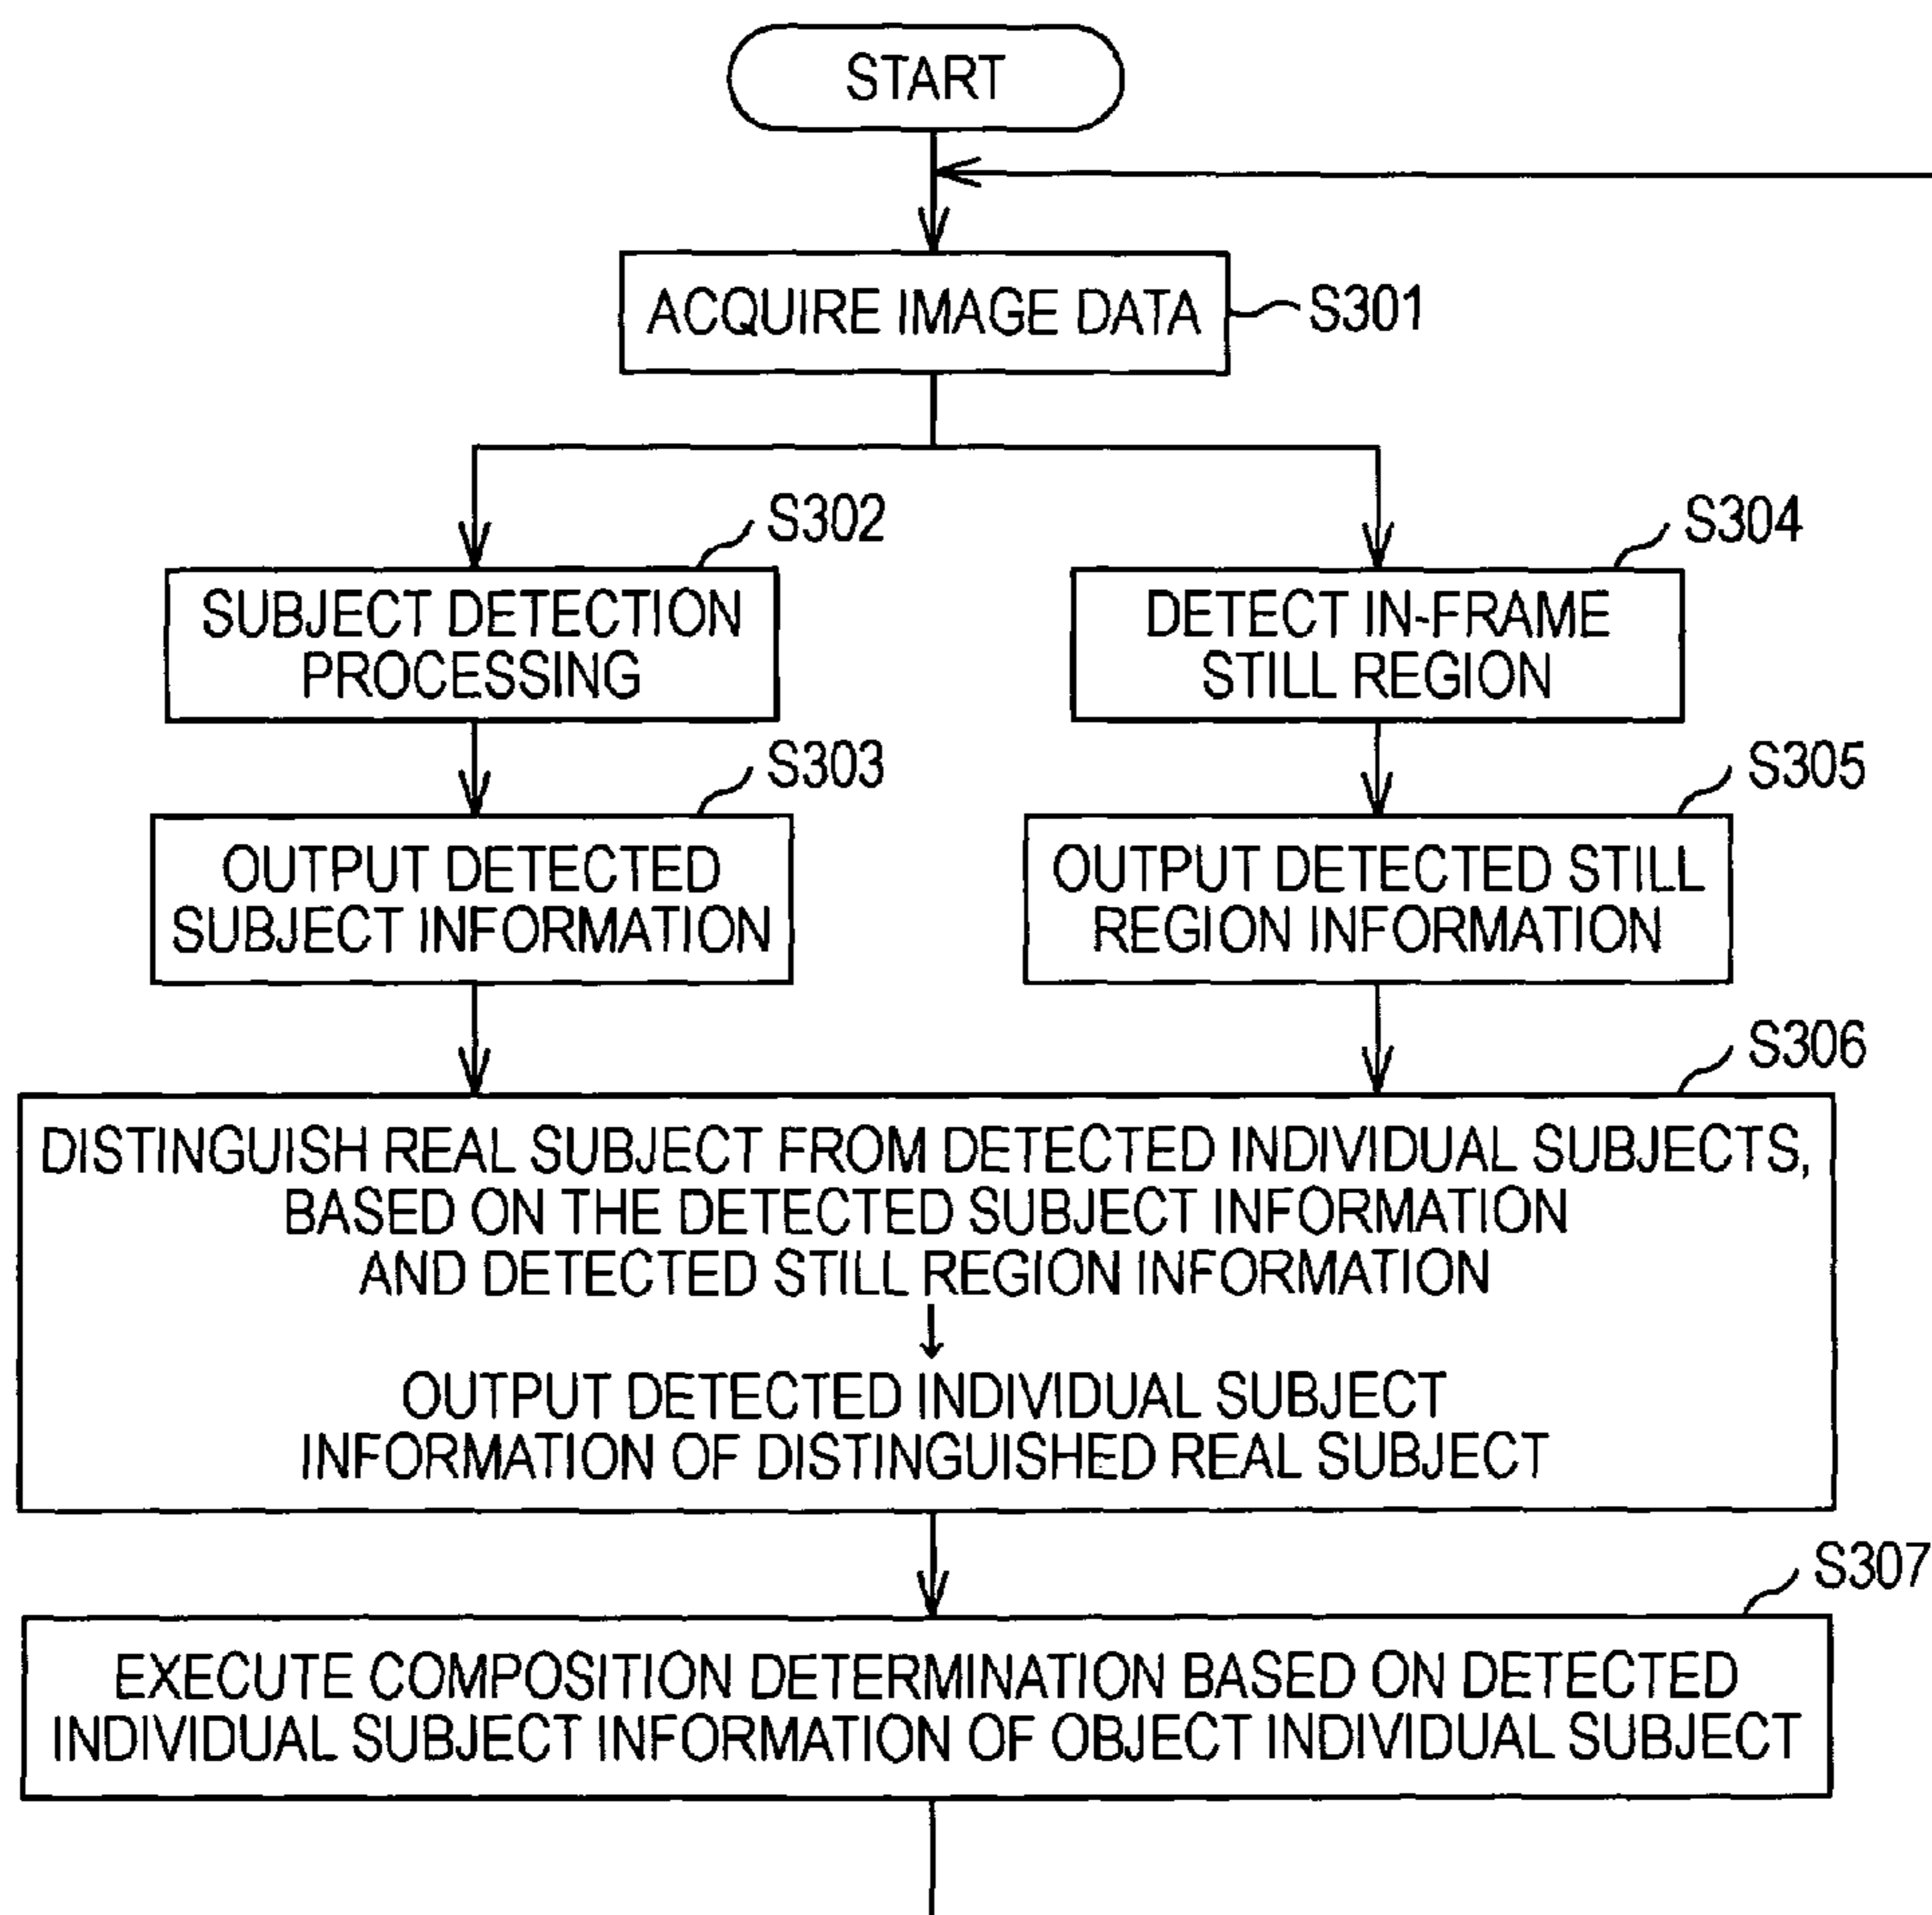 START
ACQUIRE IMAGE DATA
S301
S302
SUBJECT DETECTION
PROCESSING
S303
OUTPUT DETECTED
SUBJECT INFORMATION
S304
DETECT IN-FRAME
STILL REGION
S305
OUTPUT DETECTED STILL
REGION INFORMATION
S306
DISTINGUISH REAL SUBJECT FROM DETECTED INDIVIDUAL SUBJECTS,
BASED ON THE DETECTED SUBJECT INFORMATION
AND DETECTED STILL REGION INFORMATION
OUTPUT DETECTED INDIVIDUAL SUBJECT
INFORMATION OF DISTINGUISHED REAL SUBJECT
S307
EXECUTE COMPOSITION DETERMINATION BASED ON DETECTED
INDIVIDUAL SUBJECT INFORMATION OF OBJECT INDIVIDUAL SUBJECT